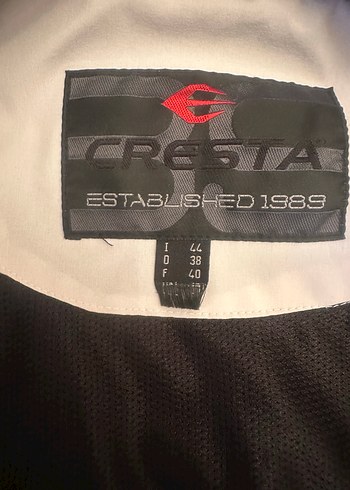 CRESTA
ESTABLISHED 1989
I 44
D 38
F 40